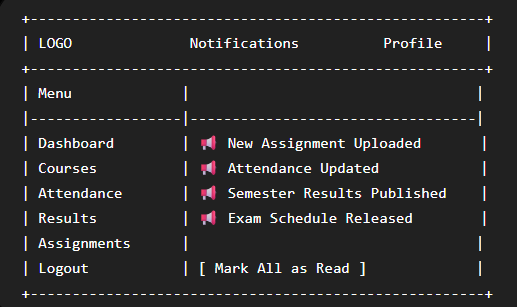 +------------------------------------------------------+
| LOGO              Notifications          Profile     |
+------------------------------------------------------+
| Menu             |                                  |
|------------------|----------------------------------|
| Dashboard        | 📢 New Assignment Uploaded       |
| Courses          | 📢 Attendance Updated            |
| Attendance       | 📢 Semester Results Published    |
| Results          | 📢 Exam Schedule Released        |
| Assignments      |                                  |
| Logout           | [ Mark All as Read ]             |
+------------------------------------------------------+